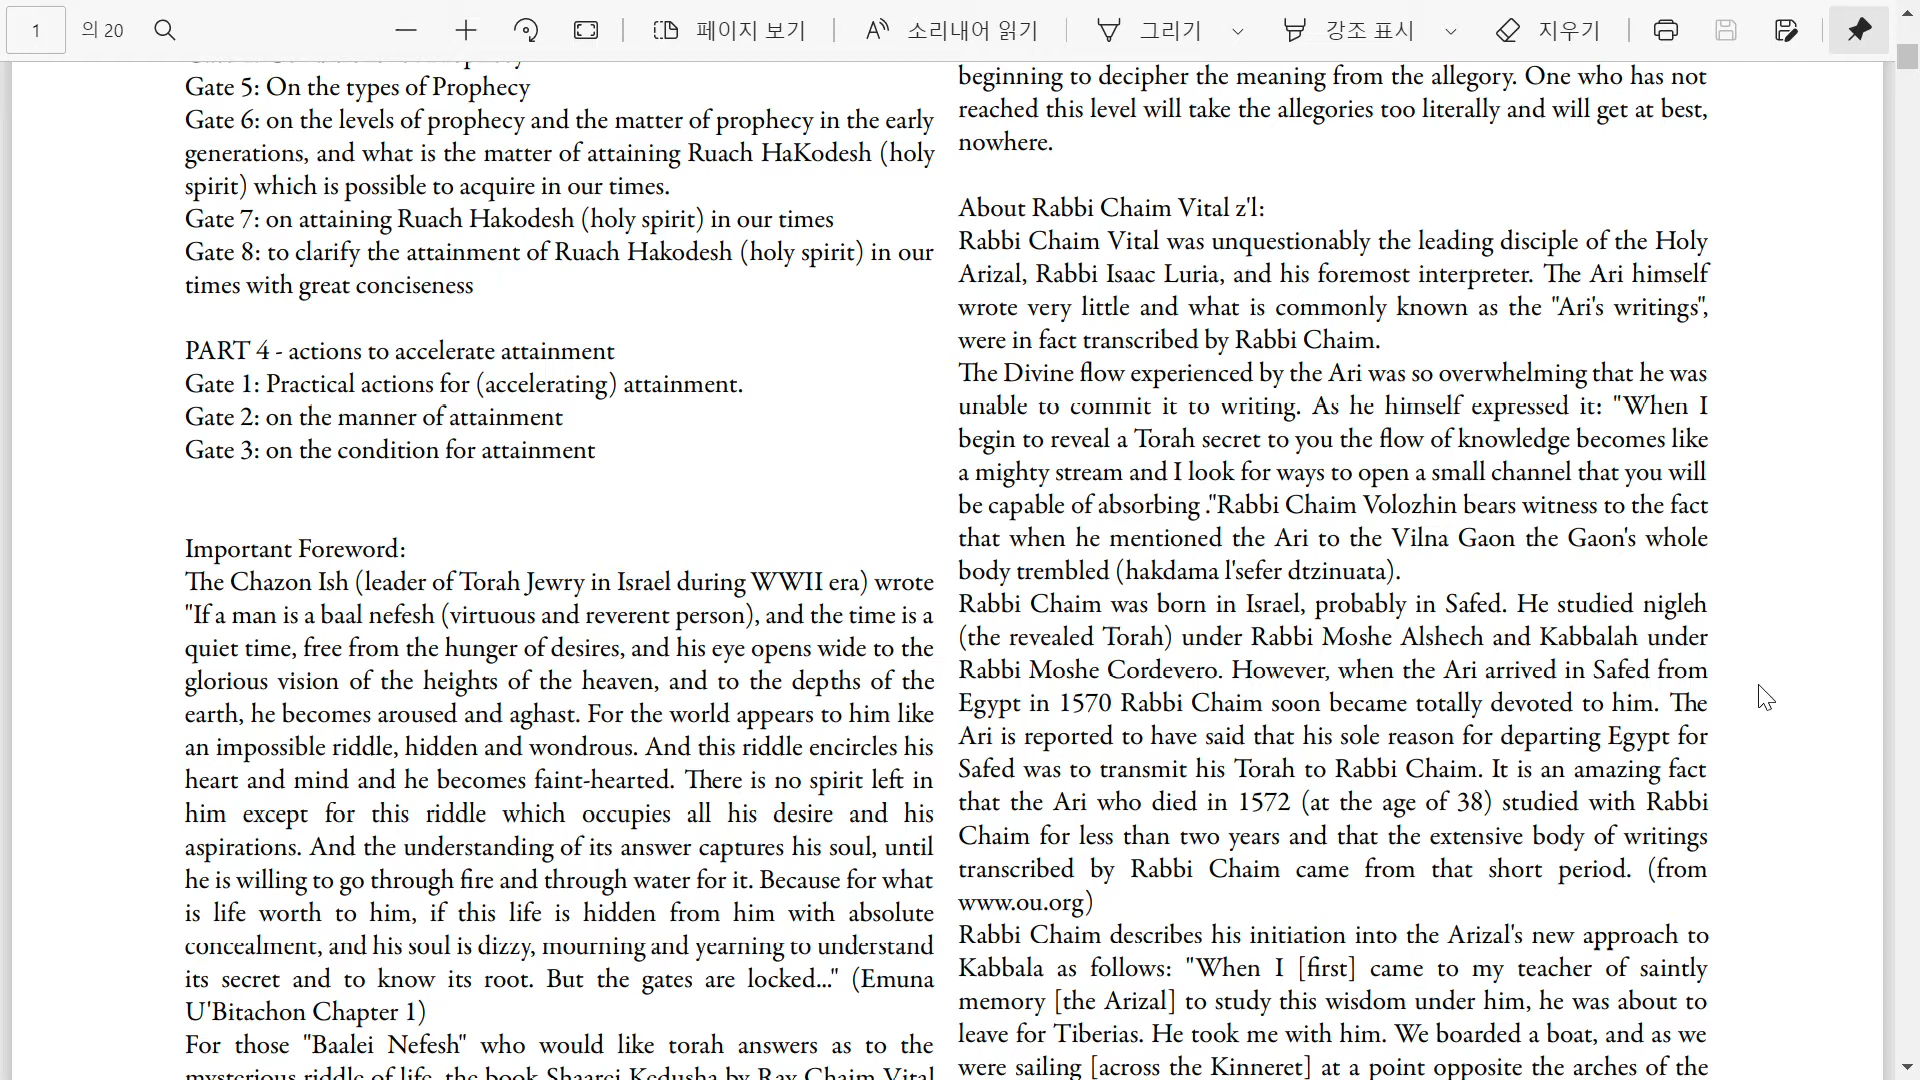 1
의 20
페이지 보기
소리내어 읽기
그리기
강조 표시
지우기
Gate 5: On the types of Prophecy
Gate 6: on the levels of prophecy and the matter of prophecy in the early
generations, and what is the matter of attaining Ruach HaKodesh (holy
spirit) which is possible to acquire in our times.
Gate 7: on attaining Ruach Hakodesh (holy spirit) in our times
Gate 8: to clarify the attainment of Ruach Hakodesh (holy spirit) in our
times with great conciseness
PART 4 - actions to accelerate attainment
Gate 1: Practical actions for (accelerating) attainment.
Gate 2: on the manner of attainment
Gate 3: on the condition for attainment
Important Foreword:
The Chazon Ish (leader of Torah Jewry in Israel during WWII era) wrote
"If a man is a baal nefesh (virtuous and reverent person), and the time is a
quiet time, free from the hunger of desires, and his eye opens wide to the
glorious vision of the heights of the heaven, and to the depths of the
earth, he becomes aroused and aghast. For the world appears to him like
an impossible riddle, hidden and wondrous. And this riddle encircles his
heart and mind and he becomes faint-hearted. There is no spirit left in
him except for this riddle which occupies all his desire and his
aspirations. And the understanding of its answer captures his soul, until
he is willing to go through fire and through water for it. Because for what
is life worth to him, if this life is hidden from him with absolute
concealment, and his soul is dizzy, mourning and yearning to understand
its secret and to know its root. But the gates are locked..." (Emuna
U'Bitachon Chapter 1)
For those "Baalei Nefesh" who would like torah answers as to the
mysterious riddle of life, the book Shaarei Kedusha by Rav Chaim Vital
beginning to decipher the meaning from the allegory. One who has not
reached this level will take the allegories too literally and will get at best,
nowhere.
About Rabbi Chaim Vital z'l:
Rabbi Chaim Vital was unquestionably the leading disciple of the Holy
Arizal, Rabbi Isaac Luria, and his foremost interpreter. The Ari himself
wrote very little and what is commonly known as the "Ari's writings",
were in fact transcribed by Rabbi Chaim.
The Divine flow experienced by the Ari was so overwhelming that he was
unable to commit it to writing. As he himself expressed it: "When I
begin to reveal a Torah secret to you the flow of knowledge becomes like
a mighty stream and I look for ways to open a small channel that you will
be capable of absorbing ."Rabbi Chaim Volozhin bears witness to the fact
that when he mentioned the Ari to the Vilna Gaon the Gaon's whole
body trembled (hakdama l'sefer dtzinuata).
Rabbi Chaim was born in Israel, probably in Safed. He studied nigleh
(the revealed Torah) under Rabbi Moshe Alshech and Kabbalah under
Rabbi Moshe Cordevero. However, when the Ari arrived in Safed from
Egypt in 1570 Rabbi Chaim soon became totally devoted to him. The
Ari is reported to have said that his sole reason for departing Egypt for
Safed was to transmit his Torah to Rabbi Chaim. It is an amazing fact
that the Ari who died in 1572 (at the age of 38) studied with Rabbi
Chaim for less than two years and that the extensive body of writings
transcribed by Rabbi Chaim came from that short period. (from
www.ou.org)
Rabbi Chaim describes his initiation into the Arizal's new approach to
Kabbala as follows: "When I [first] came to my teacher of saintly
memory [the Arizal] to study this wisdom under him, he was about to
leave for Tiberias. He took me with him. We boarded a boat, and as we
were sailing [across the Kinneret] at a point opposite the arches of the